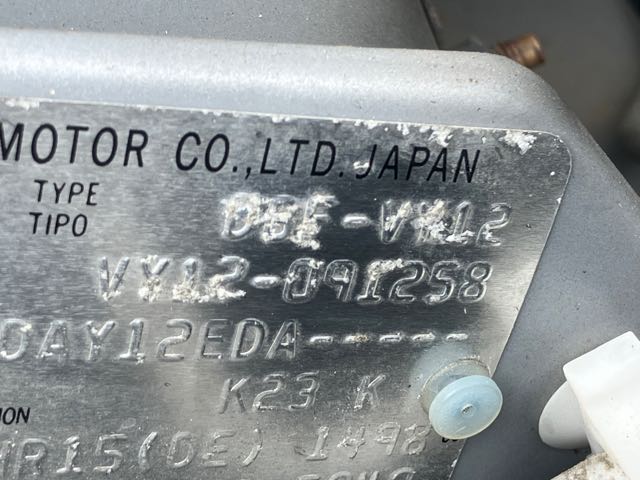 MOTOR CO.,LTD. JAPAN
TYPE
TIPO
DBF-VY12
VY12-091258
DAY12EDA-----
K23 K
ION
HR15(DE) 1498